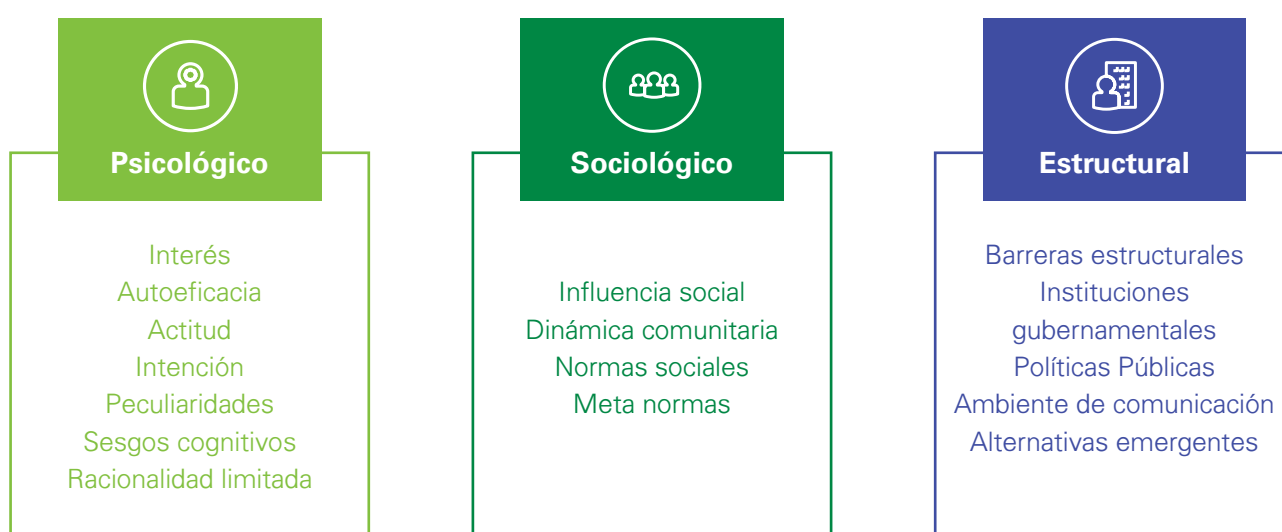 Psicológico
Interés
Autoeficacia
Actitud
Intención
Peculiaridades
Sesgos cognitivos
Racionalidad limitada
Sociológico
Influencia social
Dinámica comunitaria
Normas sociales
Meta normas
Estructural
Barreras estructurales
Instituciones
gubernamentales
Políticas Públicas
Ambiente de comunicación
Alternativas emergentes